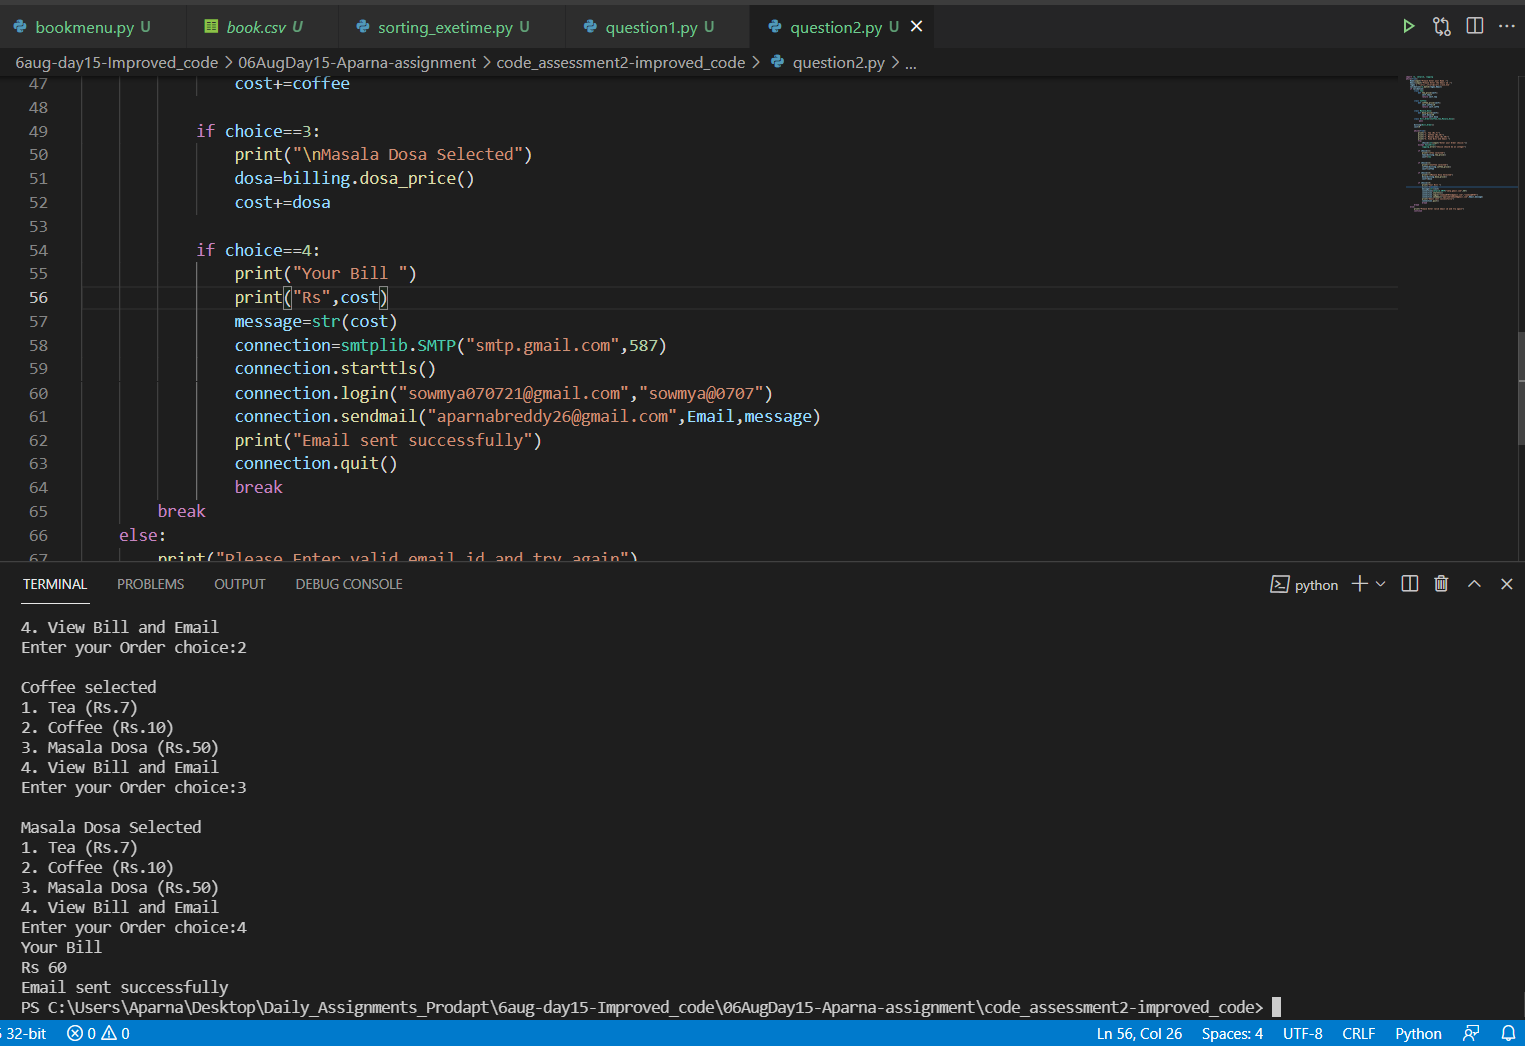 bookmenu.py U book.csv U sorting_exetime.py U question1.py U question2.py U
6aug-day15-Improved_code > 06AugDay15-Aparna-assignment > code_assessment2-improved_code > question2.py > ...
47 cost+=coffee
48
49 if choice==3:
50 print("\nMasala Dosa Selected")
51 dosa=billing.dosa_price()
52 cost+=dosa
53
54 if choice==4:
55 print("Your Bill ")
56 print("Rs",cost)
57 message=str(cost)
58 connection=smtplib.SMTP("smtp.gmail.com",587)
59 connection.starttls()
60 connection.login("sowmya070721@gmail.com","sowmya@0707")
61 connection.sendmail("aparnabreddy26@gmail.com",Email,message)
62 print("Email sent successfully")
63 connection.quit()
64 break
65 break
66 else:
67 print("Please Enter valid email id and try again")
TERMINAL PROBLEMS OUTPUT DEBUG CONSOLE python
4. View Bill and Email
Enter your Order choice:2
Coffee selected
1. Tea (Rs.7)
2. Coffee (Rs.10)
3. Masala Dosa (Rs.50)
4. View Bill and Email
Enter your Order choice:3
Masala Dosa Selected
1. Tea (Rs.7)
2. Coffee (Rs.10)
3. Masala Dosa (Rs.50)
4. View Bill and Email
Enter your Order choice:4
Your Bill
Rs 60
Email sent successfully
PS C:\Users\Aparna\Desktop\Daily_Assignments_Prodapt\6aug-day15-Improved_code\06AugDay15-Aparna-assignment\code_assessment2-improved_code>
32-bit 0 0 Ln 56, Col 26 Spaces: 4 UTF-8 CRLF Python